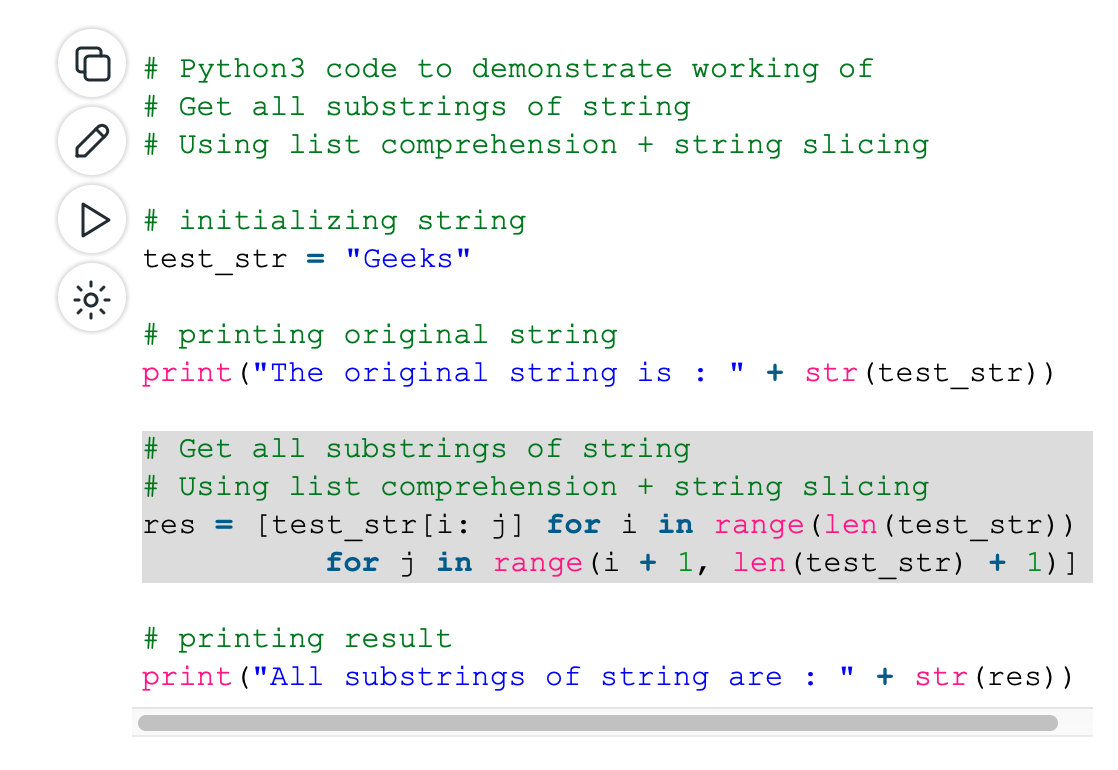 # Python3 code to demonstrate working of
# Get all substrings of string
# Using list comprehension + string slicing

# initializing string
test_str = "Geeks"

# printing original string
print("The original string is : " + str(test_str))

# Get all substrings of string
# Using list comprehension + string slicing
res = [test_str[i: j] for i in range(len(test_str))
          for j in range(i + 1, len(test_str) + 1)]

# printing result
print("All substrings of string are : " + str(res))